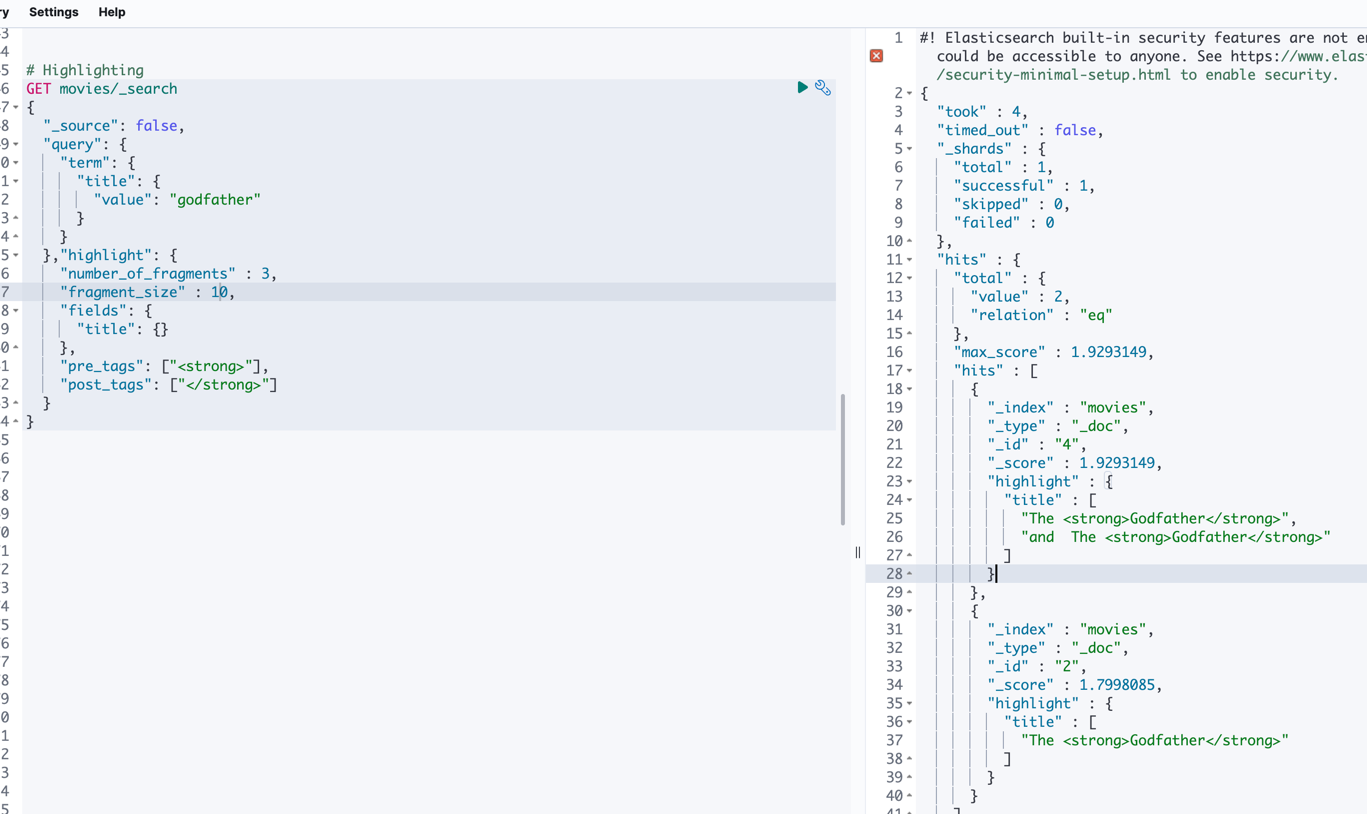 ry Settings Help
3
4
5 # Highlighting
6 GET movies/_search
7 {
8 "_source": false,
9 "query": {
0 "term": {
1 "title": {
2 "value": "godfather"
3 }
4 }
5 },"highlight": {
6 "number_of_fragments" : 3,
7 "fragment_size" : 10,
8 "fields": {
9 "title": {}
0 },
1 "pre_tags": ["<strong>"],
2 "post_tags": ["</strong>"]
3 }
4 }
5
6
7
8
9
0
1
2
3
4
5
6
7
8
9
0
1
2
3
4
5
1 #! Elasticsearch built-in security features are not en
could be accessible to anyone. See https://www.elas
/security-minimal-setup.html to enable security.
2 {
3 "took" : 4,
4 "timed_out" : false,
5 "_shards" : {
6 "total" : 1,
7 "successful" : 1,
8 "skipped" : 0,
9 "failed" : 0
10 },
11 "hits" : {
12 "total" : {
13 "value" : 2,
14 "relation" : "eq"
15 },
16 "max_score" : 1.9293149,
17 "hits" : [
18 {
19 "_index" : "movies",
20 "_type" : "_doc",
21 "_id" : "4",
22 "_score" : 1.9293149,
23 "highlight" : {
24 "title" : [
25 "The <strong>Godfather</strong>",
26 "and  The <strong>Godfather</strong>"
27 ]
28 }
29 },
30 {
31 "_index" : "movies",
32 "_type" : "_doc",
33 "_id" : "2",
34 "_score" : 1.7998085,
35 "highlight" : {
36 "title" : [
37 "The <strong>Godfather</strong>"
38 ]
39 }
40 }
41 ]